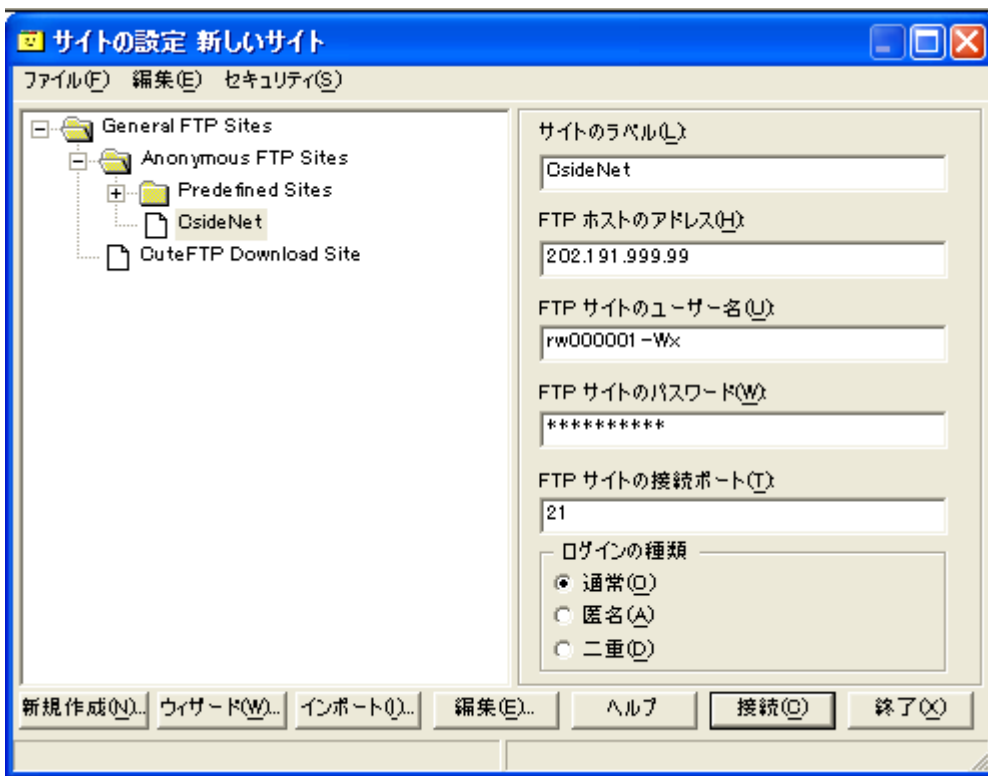 サイトの設定 新しいサイト
ファイル(F) 編集(E) セキュリティ(S)
General FTP Sites
Anonymous FTP Sites
Predefined Sites
CsideNet
CuteFTP Download Site
サイトのラベル(L):
CsideNet
FTP ホストのアドレス(H):
202.191.999.99
FTP サイトのユーザー名(U):
rw000001-Wx
FTP サイトのパスワード(W):
**********
FTP サイトの接続ポート(T):
21
ログインの種類
通常(O)
匿名(A)
二重(D)
新規作成(N)... ウィザード(W)... インポート(I)... 編集(E)... ヘルプ 接続(C) 終了(X)